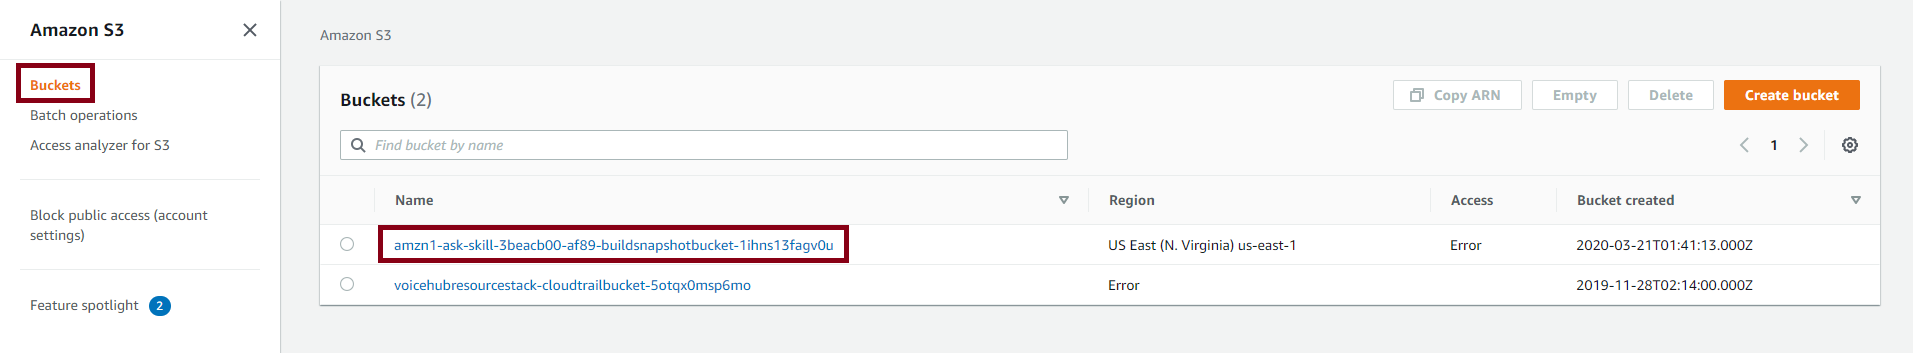 Amazon S3
Buckets
Batch operations
Access analyzer for S3
Block public access (account
settings)
Feature spotlight 2
Amazon S3
Buckets (2)
Copy ARN Empty Delete Create bucket
Find bucket by name
1
Name Region Access Bucket created
amzn1-ask-skill-3beacb00-af89-buildsnapshotbucket-1ihns13fagv0u US East (N. Virginia) us-east-1 Error 2020-03-21T01:41:13.000Z
voicehubresourcestack-cloudtrailbucket-5otqx0msp6mo Error 2019-11-28T02:14:00.000Z